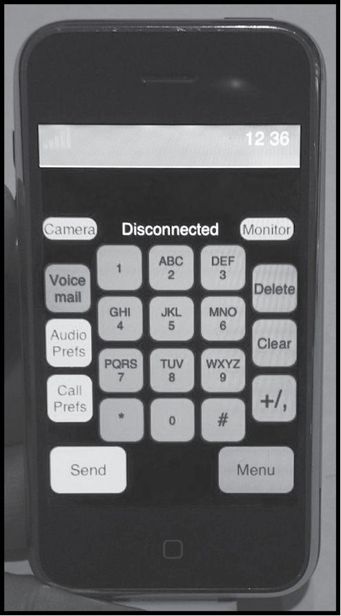 12 36
Camera Disconnected Monitor
Voice mail
1
ABC 2
DEF 3
Delete
Audio Prefs
GHI 4
JKL 5
MNO 6
Clear
Call Prefs
PQRS 7
TUV 8
WXYZ 9
+/,
*
0
#
Send
Menu